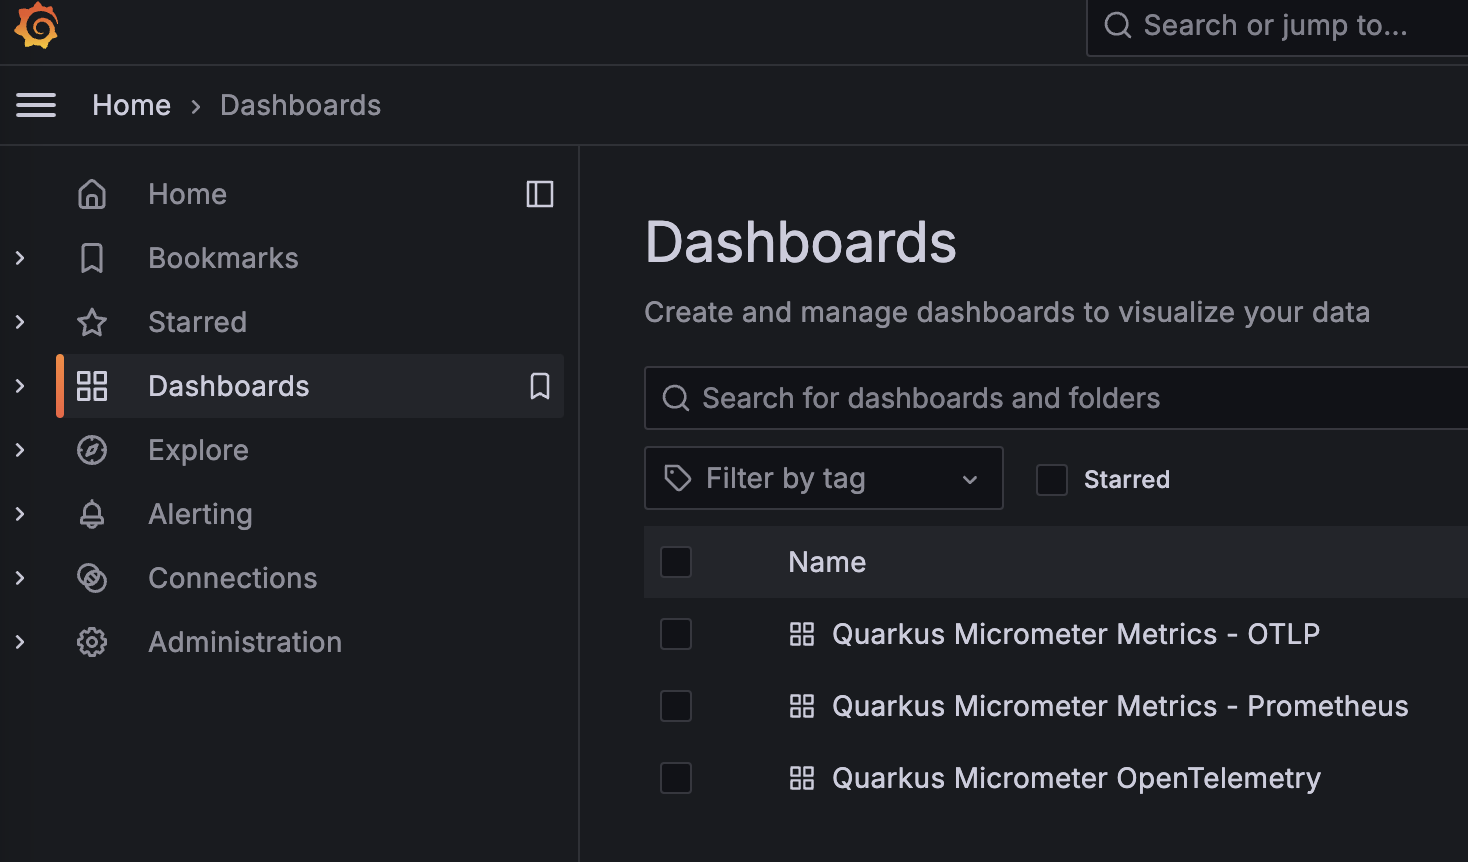 Search or jump to...
Home › Dashboards
Home
Bookmarks
Starred
Dashboards
Explore
Alerting
Connections
Administration
Dashboards
Create and manage dashboards to visualize your data
Search for dashboards and folders
Filter by tag
Starred
Name
Quarkus Micrometer Metrics - OTLP
Quarkus Micrometer Metrics - Prometheus
Quarkus Micrometer OpenTelemetry